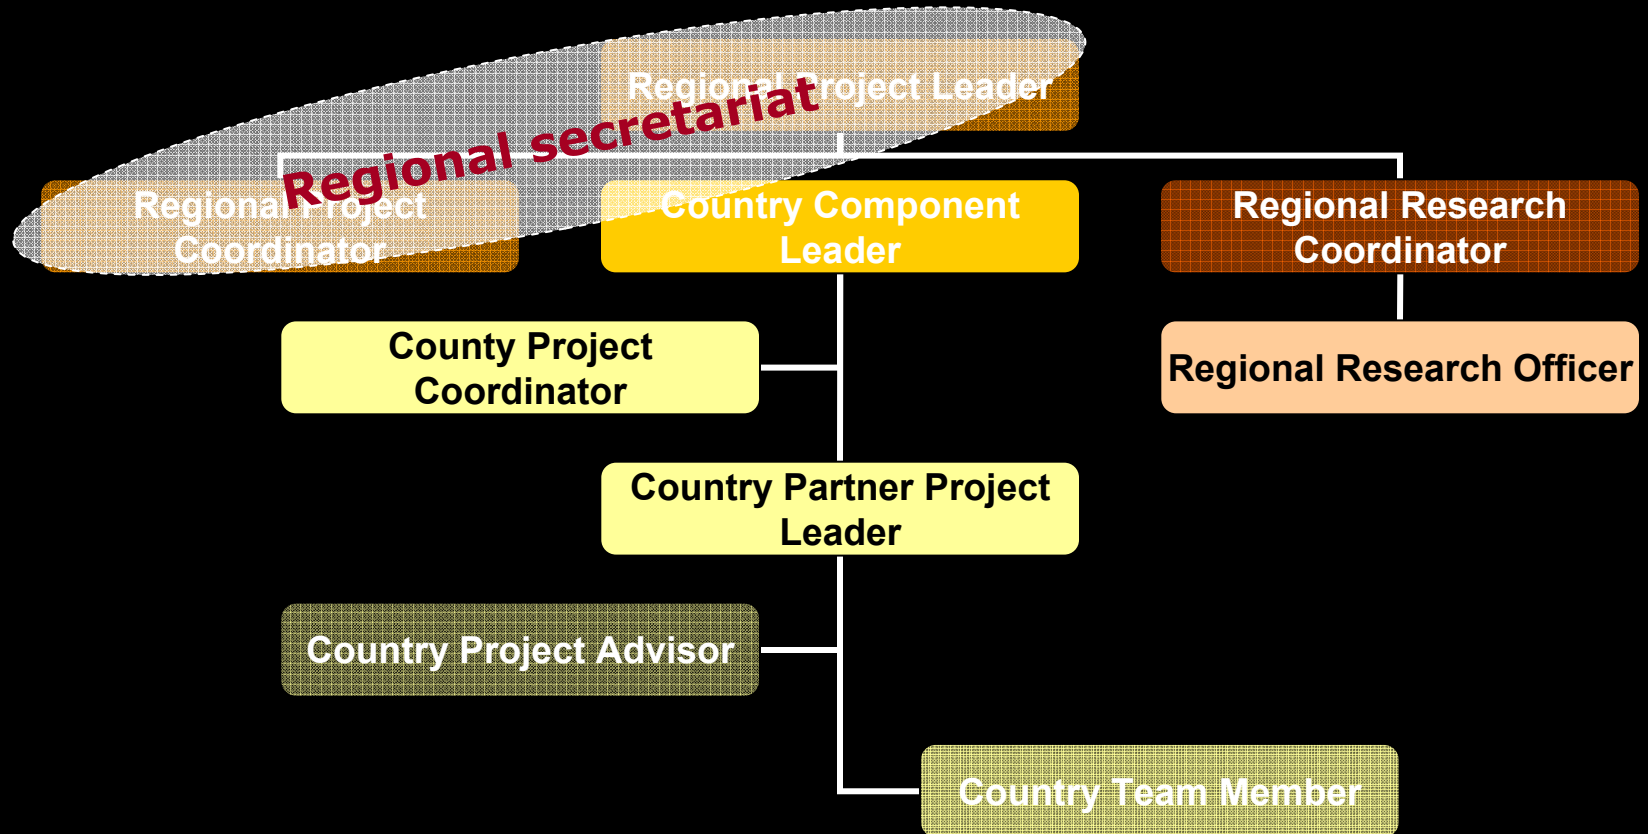 Regional Project Leader
Regional secretariat
Regional Project
Coordinator
Country Component
Leader
Regional Research
Coordinator
County Project
Coordinator
Regional Research Officer
Country Partner Project
Leader
Country Project Advisor
Country Team Member